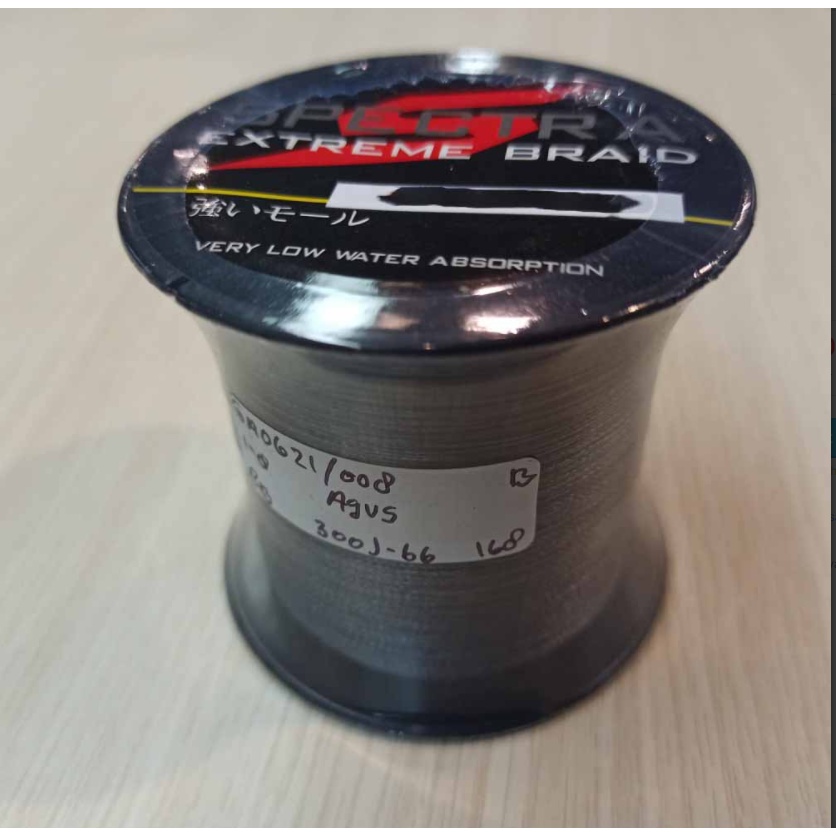 SPECTRA
EXTREME BRAID
強いモール
VERY LOW WATER ABSORPTION
A0621/008
B
Agus
300J-66 168